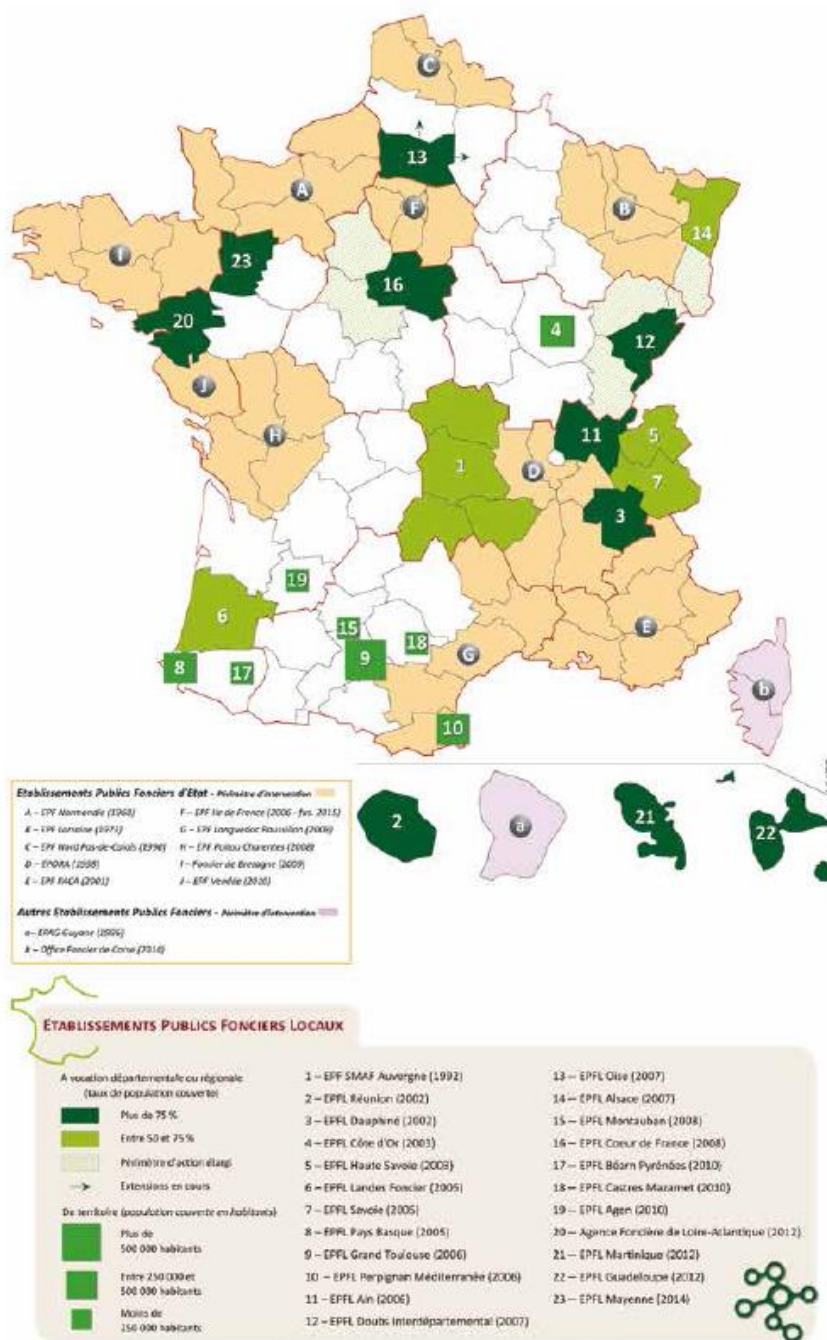 C
13
A
F
B
14
I
23
16
20
4
12
J
H
11
5
1
D
7
3
19
6
15
18
E
8
17
9
G
10
b
2
a
21
22
Etablissements Publics Fonciers d'Etat - Périmètre d'intervention
A – EPF Normandie (1968)
B – EPF Lorraine (1973)
C – EPF Nord Pas-de-Calais (1990)
D – EPORA (1998)
E – EPF PACA (2001)
F – EPF Ile de France (2006 - fus. 2015)
G – EPF Languedoc Roussillon (2008)
H – EPF Poitou Charentes (2008)
I – Foncier de Bretagne (2009)
J – EPF Vendée (2010)
Autres Etablissements Publics Fonciers - Périmètre d'intervention
a – EPAG Guyane (1996)
b – Office Foncier de Corse (2014)
ETABLISSEMENTS PUBLICS FONCIERS LOCAUX
A vocation départementale ou régionale
(taux de population couverte)
Plus de 75 %
Entre 50 et 75 %
Périmètre d'action élargi
Extensions en cours
De territoire (population couverte en habitants)
Plus de
500 000 habitants
Entre 250 000 et
500 000 habitants
Moins de
250 000 habitants
1 – EPF SMAF Auvergne (1992)
2 – EPFL Réunion (2002)
3 – EPFL Dauphiné (2002)
4 – EPFL Côte d'Or (2003)
5 – EPFL Haute Savoie (2003)
6 – EPFL Landes Foncier (2005)
7 – EPFL Savoie (2005)
8 – EPFL Pays Basque (2005)
9 – EPFL Grand Toulouse (2006)
10 – EPFL Perpignan Méditerranée (2006)
11 – EPFL Ain (2006)
12 – EPFL Doubs Interdépartemental (2007)
13 – EPFL Oise (2007)
14 – EPFL Alsace (2007)
15 – EPFL Montauban (2008)
16 – EPFL Coeur de France (2008)
17 – EPFL Béarn Pyrénées (2010)
18 – EPFL Castres Mazamet (2010)
19 – EPFL Agen (2010)
20 – Agence Foncière de Loire-Atlantique (2012)
21 – EPFL Martinique (2012)
22 – EPFL Guadeloupe (2012)
23 – EPFL Mayenne (2014)